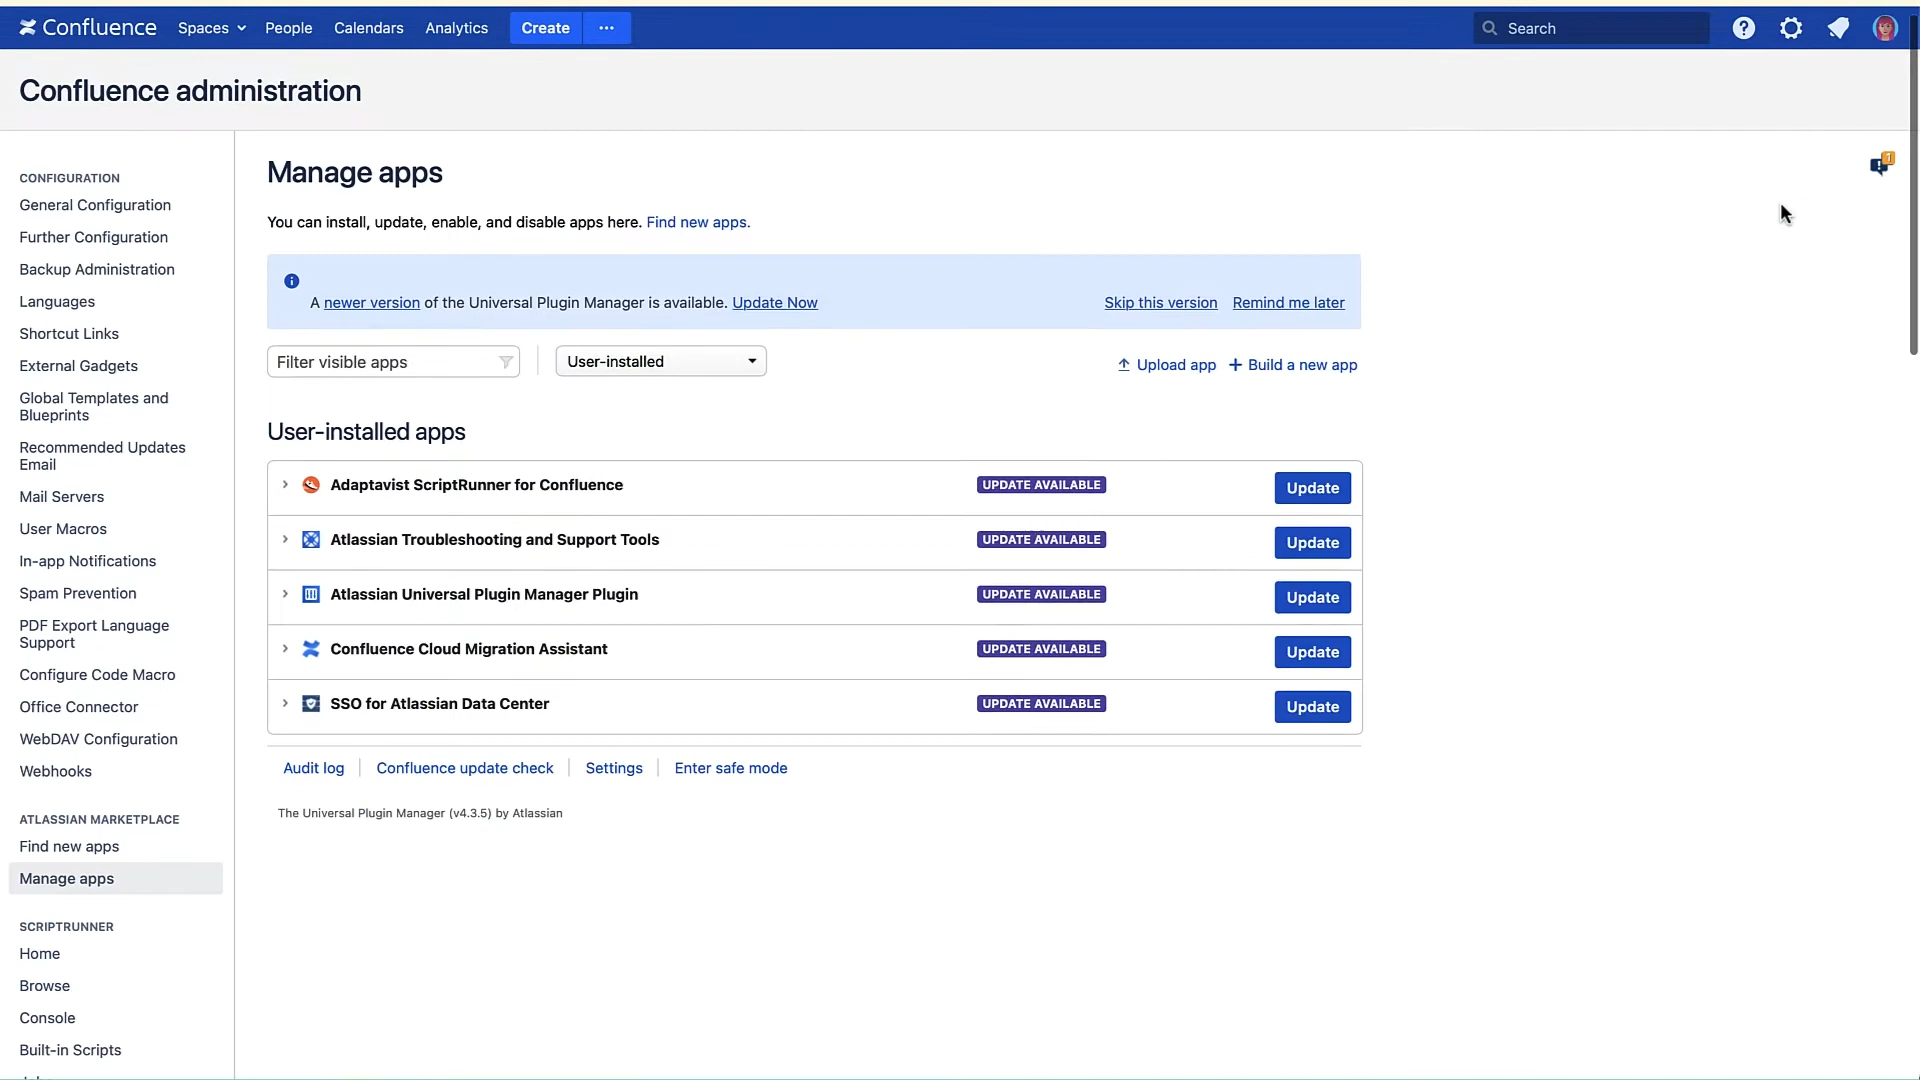 Confluence Spaces People Calendars Analytics Create ... Search
Confluence administration
CONFIGURATION
General Configuration
Further Configuration
Backup Administration
Languages
Shortcut Links
External Gadgets
Global Templates and
Blueprints
Recommended Updates
Email
Mail Servers
User Macros
In-app Notifications
Spam Prevention
PDF Export Language
Support
Configure Code Macro
Office Connector
WebDAV Configuration
Webhooks
ATLASSIAN MARKETPLACE
Find new apps
Manage apps
SCRIPTRUNNER
Home
Browse
Console
Built-in Scripts
Manage apps
1
You can install, update, enable, and disable apps here. Find new apps.
A newer version of the Universal Plugin Manager is available. Update Now Skip this version Remind me later
Filter visible apps User-installed Upload app + Build a new app
User-installed apps
Adaptavist ScriptRunner for Confluence UPDATE AVAILABLE Update
Atlassian Troubleshooting and Support Tools UPDATE AVAILABLE Update
Atlassian Universal Plugin Manager Plugin UPDATE AVAILABLE Update
Confluence Cloud Migration Assistant UPDATE AVAILABLE Update
SSO for Atlassian Data Center UPDATE AVAILABLE Update
Audit log Confluence update check Settings Enter safe mode
The Universal Plugin Manager (v4.3.5) by Atlassian